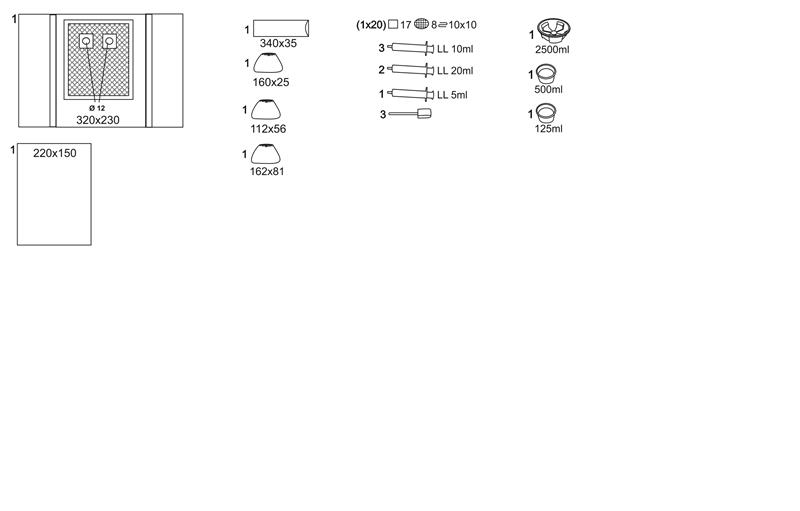 1
Ø 12
320x230
1 220x150
1
340x35
1
160x25
1
112x56
1
162x81
(1x20) 17 8 10x10
3 LL 10ml
2 LL 20ml
1 LL 5ml
3
1
2500ml
1
500ml
1
125ml